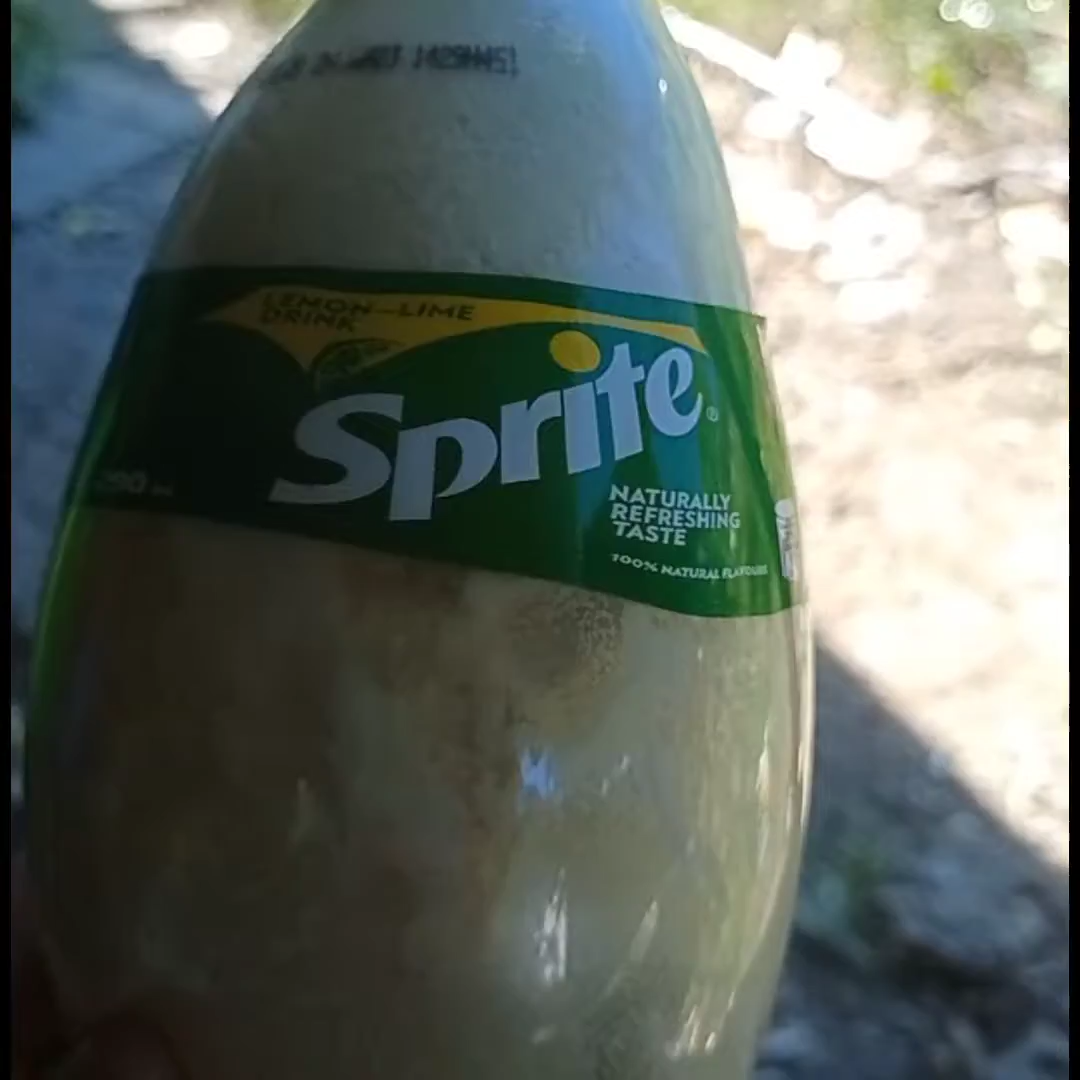 LEMON—LIME
DRINK
Sprite®
NATURALLY
REFRESHING
TASTE
100% NATURAL FLAVOURS